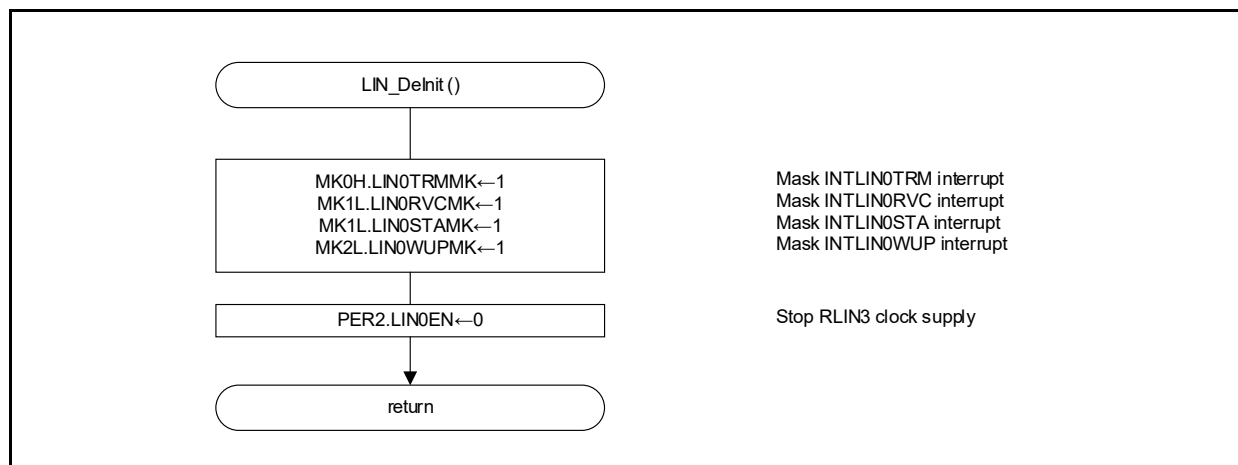 LIN_DeInit ()
MK0H.LIN0TRMMK←1
MK1L.LIN0RVCMK←1
MK1L.LIN0STAMK←1
MK2L.LIN0WUPMK←1
Mask INTLIN0TRM interrupt
Mask INTLIN0RVC interrupt
Mask INTLIN0STA interrupt
Mask INTLIN0WUP interrupt
PER2.LIN0EN←0
Stop RLIN3 clock supply
return